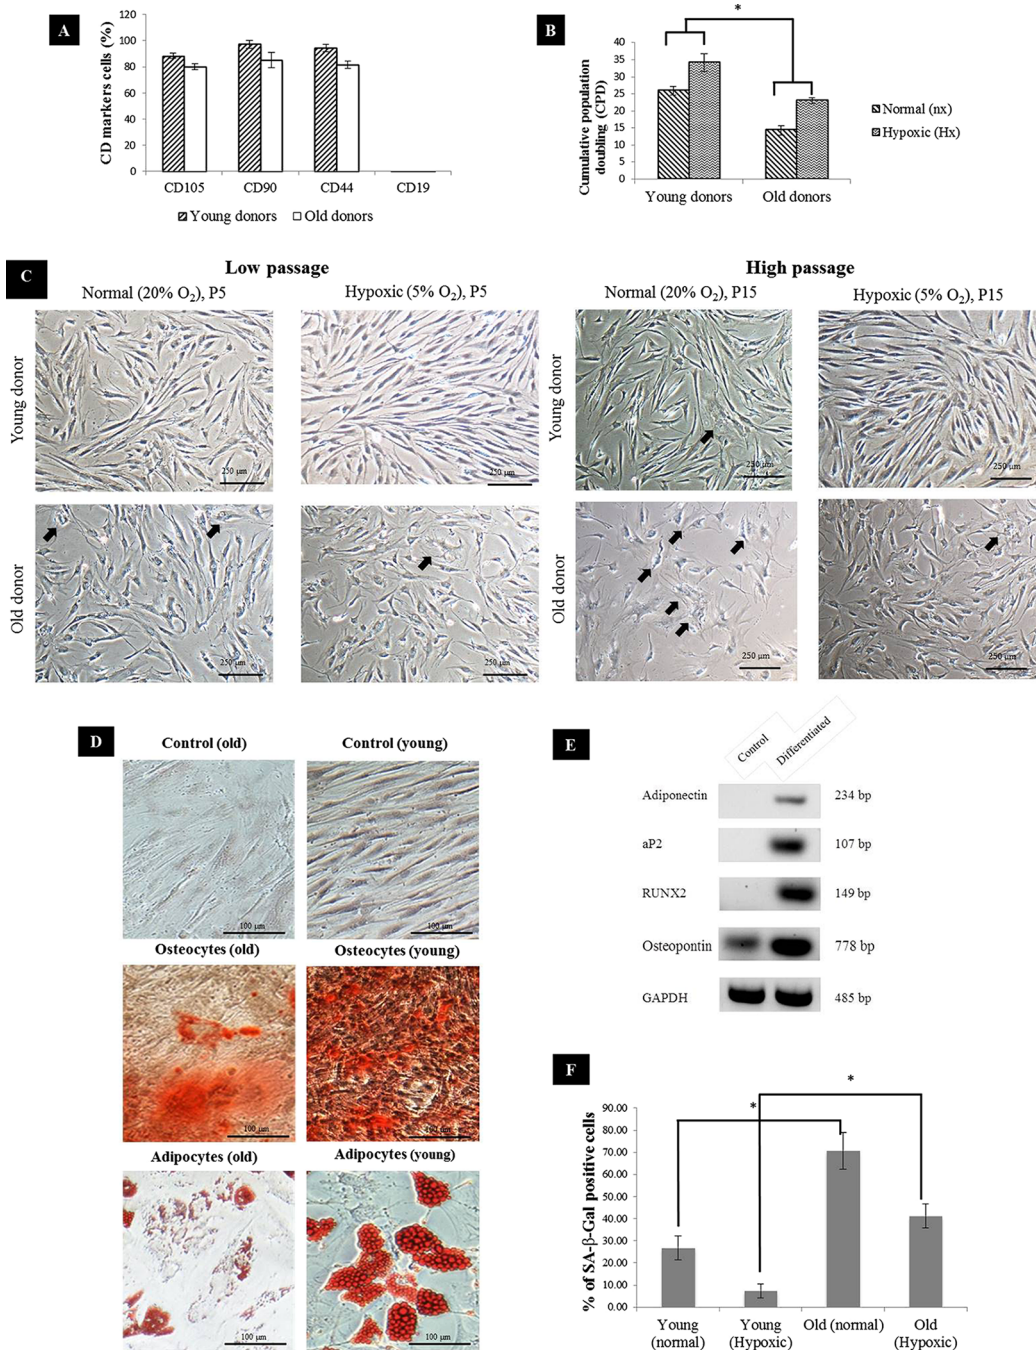 A
CD markers cells (%)
120
100
80
60
40
20
0
CD105
CD90
CD44
CD19
Young donors
Old donors
B
*
Cumulative population
doubling (CPD)
40
35
30
25
20
15
10
5
0
Young donors
Old donors
Normal (nx)
Hypoxic (Hx)
C
Low passage
High passage
Normal (20% O₂), P5
Hypoxic (5% O₂), P5
Normal (20% O₂), P15
Hypoxic (5% O₂), P15
Young donor
250 μm
250 μm
Young donor
250 μm
250 μm
Old donor
250 μm
250 μm
Old donor
250 μm
250 μm
D
Control (old)
Control (young)
100 μm
100 μm
Osteocytes (old)
Osteocytes (young)
100 μm
100 μm
Adipocytes (old)
Adipocytes (young)
100 μm
100 μm
E
Control
Differentiated
Adiponectin
234 bp
aP2
107 bp
RUNX2
149 bp
Osteopontin
778 bp
GAPDH
485 bp
F
*
*
% of SA-β-Gal positive cells
90.00
80.00
70.00
60.00
50.00
40.00
30.00
20.00
10.00
0.00
Young
(normal)
Young
(Hypoxic)
Old (normal)
Old
(Hypoxic)